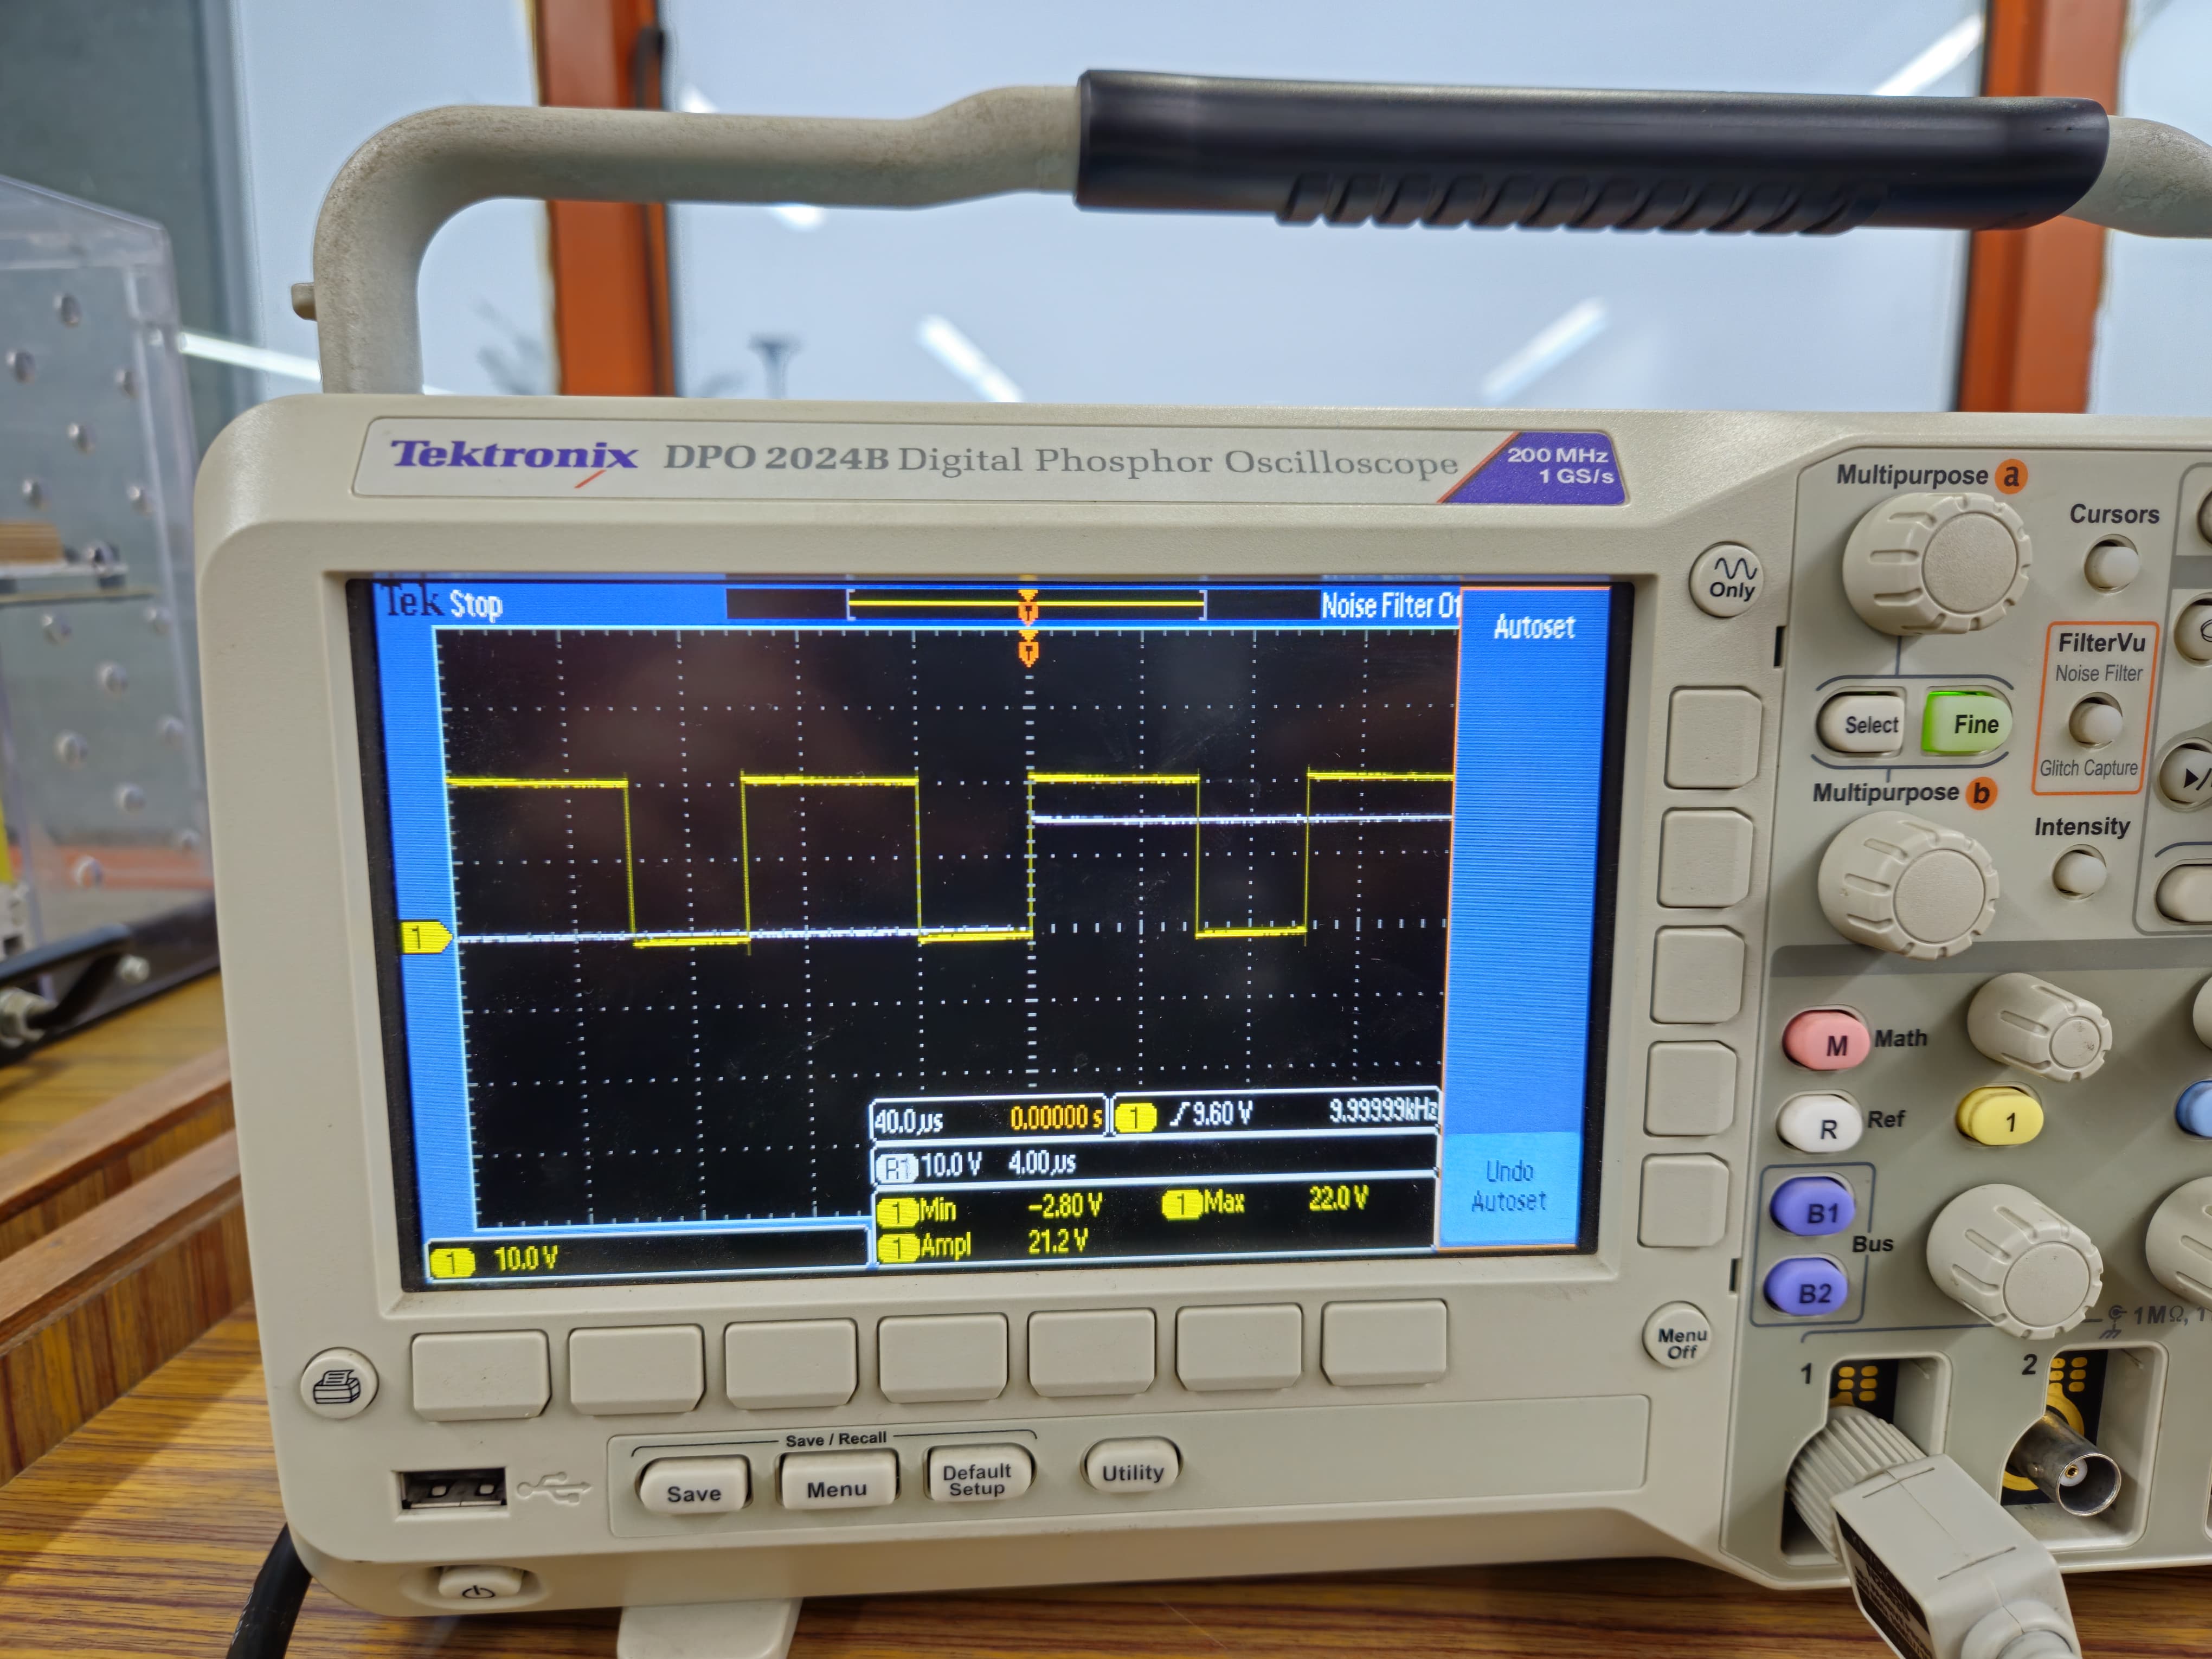 Tektronix DPO 2024B Digital Phosphor Oscilloscope 200 MHz
1 GS/s
Multipurpose a
Cursors
Only
FilterVu
Noise Filter
Select
Fine
Glitch Capture
Multipurpose b
Intensity
Tek Stop
Noise Filter Of
Autoset
T
T
1
40.0µs 0.00000 s 1 9.60 V 9.99999kHz
R1 10.0 V 4.00µs
1 Min -2.80 V 1 Max 22.0 V
1 Ampl 21.2 V
1 10.0 V
Undo
Autoset
M Math
R Ref
1
B1
Bus
B2
1MΩ, 1
Menu
Off
1
2
Save / Recall
Save
Menu
Default
Setup
Utility